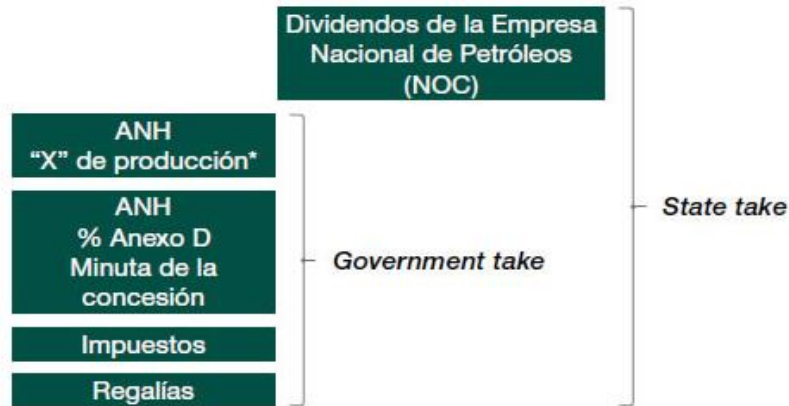 Dividendos de la Empresa
Nacional de Petróleos
(NOC)
ANH
“X” de producción*
ANH
% Anexo D
Minuta de la
concesión
Impuestos
Regalías
Government take
State take